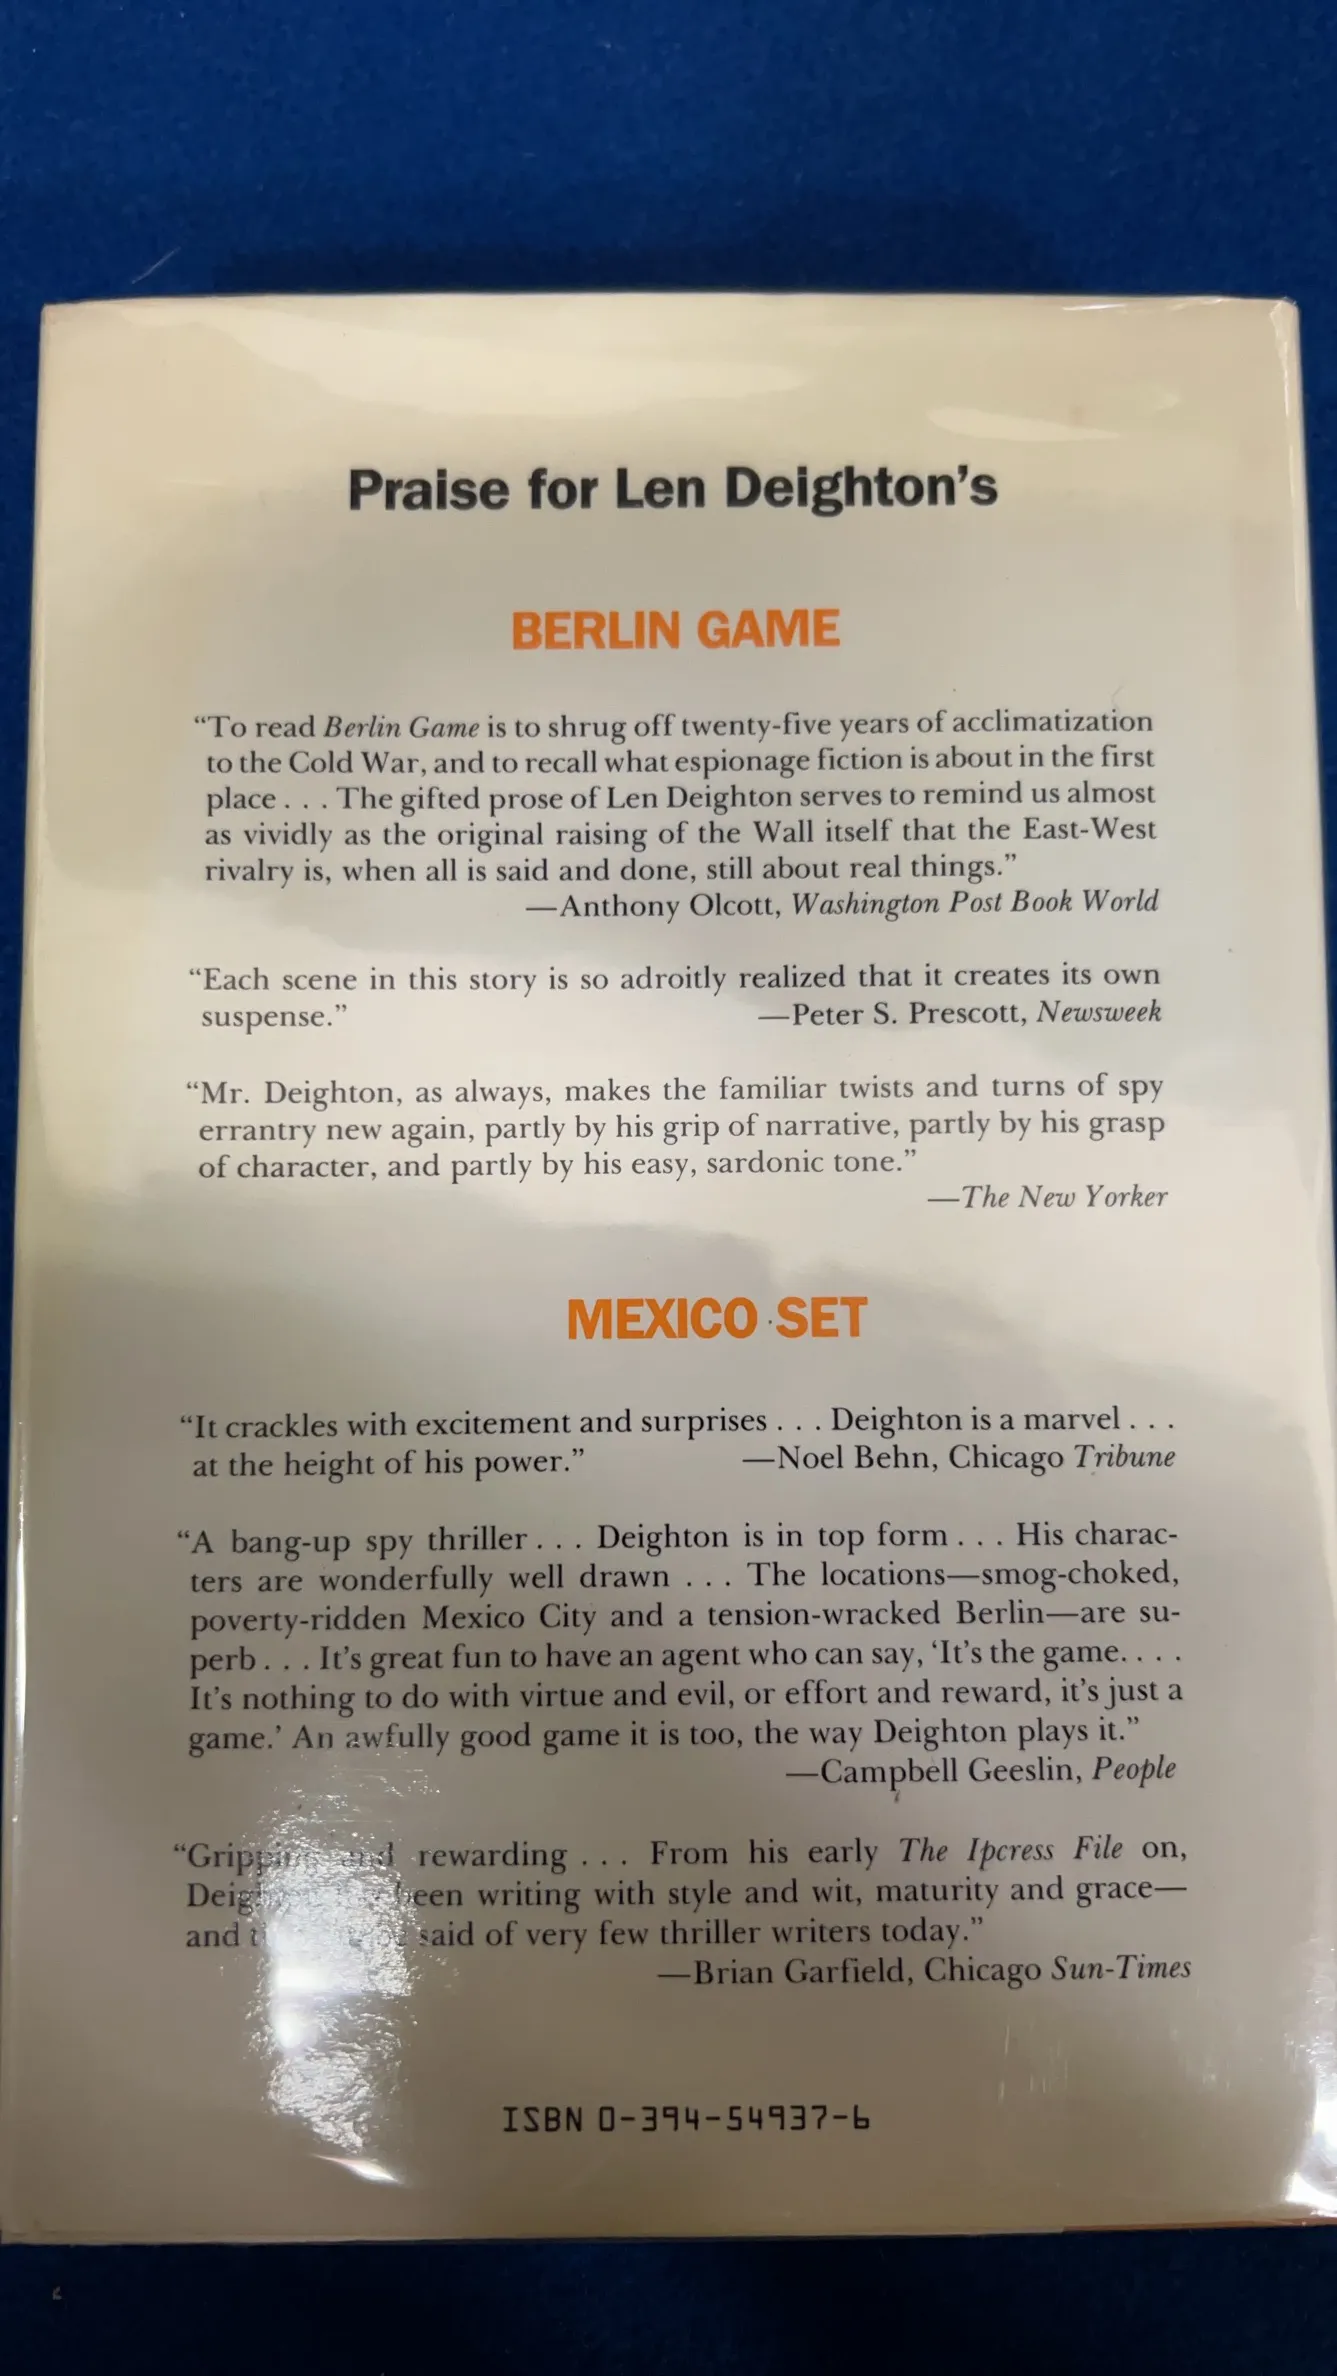 Praise for Len Deighton's
BERLIN GAME
“To read Berlin Game is to shrug off twenty-five years of acclimatization
to the Cold War, and to recall what espionage fiction is about in the first
place . . . The gifted prose of Len Deighton serves to remind us almost
as vividly as the original raising of the Wall itself that the East-West
rivalry is, when all is said and done, still about real things.”
—Anthony Olcott, Washington Post Book World
“Each scene in this story is so adroitly realized that it creates its own
suspense.” —Peter S. Prescott, Newsweek
“Mr. Deighton, as always, makes the familiar twists and turns of spy
errantry new again, partly by his grip of narrative, partly by his grasp
of character, and partly by his easy, sardonic tone.”
—The New Yorker
MEXICO SET
“It crackles with excitement and surprises . . . Deighton is a marvel . . .
at the height of his power.” —Noel Behn, Chicago Tribune
“A bang-up spy thriller . . . Deighton is in top form . . . His charac-
ters are wonderfully well drawn . . . The locations—smog-choked,
poverty-ridden Mexico City and a tension-wracked Berlin—are su-
perb . . . It's great fun to have an agent who can say, ‘It's the game. . . .
It's nothing to do with virtue and evil, or effort and reward, it's just a
game.’ An awfully good game it is too, the way Deighton plays it.”
—Campbell Geeslin, People
“Gripping and rewarding . . . From his early The Ipcress File on,
been writing with style and wit, maturity and grace—
and said of very few thriller writers today.”
—Brian Garfield, Chicago Sun-Times
ISBN 0-394-54937-6